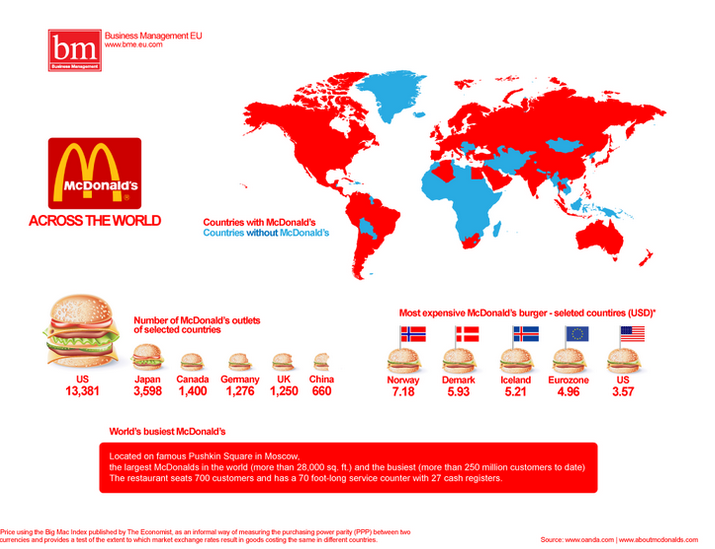 bm
Business Management
Business Management EU
www.bme.eu.com
McDonald's
ACROSS THE WORLD
Countries with McDonald's
Countries without McDonald's
Number of McDonald's outlets
of selected countries
US
13,381
Japan
3,598
Canada
1,400
Germany
1,276
UK
1,250
China
660
Most expensive McDonald's burger - seleted countires (USD)*
Norway
7.18
Demark
5.93
Iceland
5.21
Eurozone
4.96
US
3.57
World's busiest McDonald's
Located on famous Pushkin Square in Moscow,
the largest McDonalds in the world (more than 28,000 sq. ft.) and the busiest (more than 250 million customers to date)
The restaurant seats 700 customers and has a 70 foot-long service counter with 27 cash registers.
Price using the Big Mac Index published by The Economist, as an informal way of measuring the purchasing power parity (PPP) between two
currencies and provides a test of the extent to which market exchange rates result in goods costing the same in different countries.
Source: www.oanda.com | www.aboutmcdonalds.com